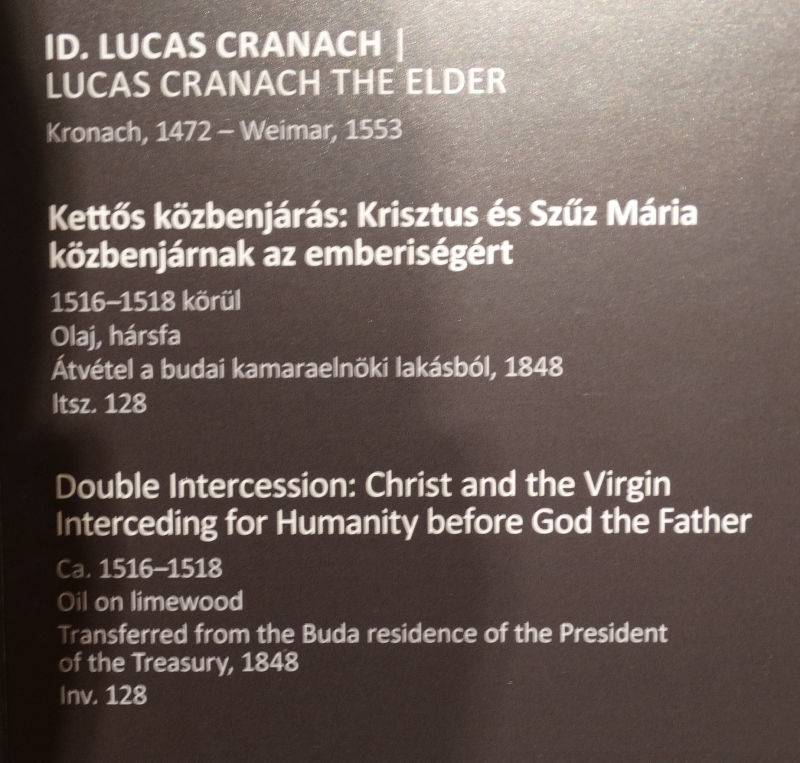 ID. LUCAS CRANACH |
LUCAS CRANACH THE ELDER
Kronach, 1472 – Weimar, 1553
Kettős közbenjárás: Krisztus és Szűz Mária
közbenjárnak az emberiségért
1516–1518 körül
Olaj, hársfa
Átvétel a budai kamaraelnöki lakásból, 1848
ltsz. 128
Double Intercession: Christ and the Virgin
Interceding for Humanity before God the Father
Ca. 1516–1518
Oil on limewood
Transferred from the Buda residence of the President
of the Treasury, 1848
Inv. 128